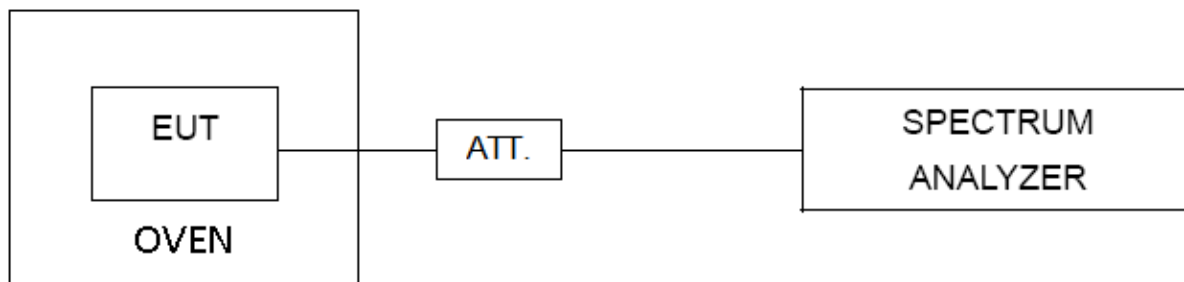 EUT
OVEN
ATT.
SPECTRUM
ANALYZER